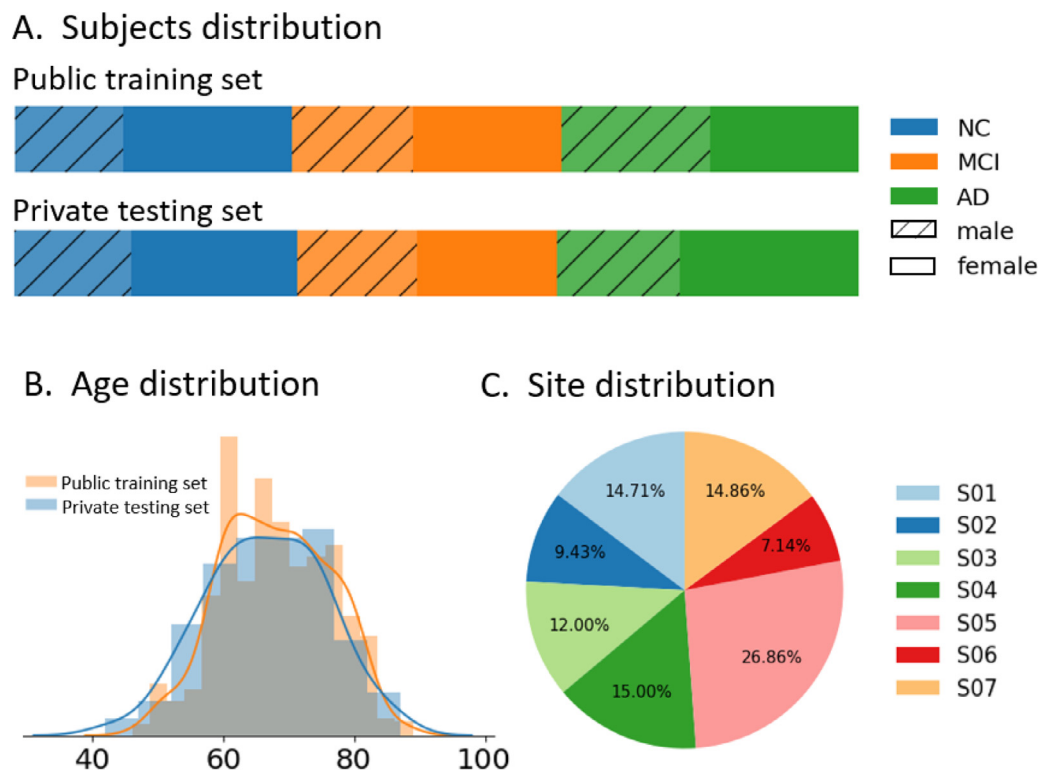 A. Subjects distribution
Public training set
NC
MCI
AD
male
female
Private testing set
B. Age distribution
Public training set
Private testing set
40 60 80 100
C. Site distribution
14.71%
14.86%
9.43%
7.14%
12.00%
26.86%
15.00%
S01
S02
S03
S04
S05
S06
S07